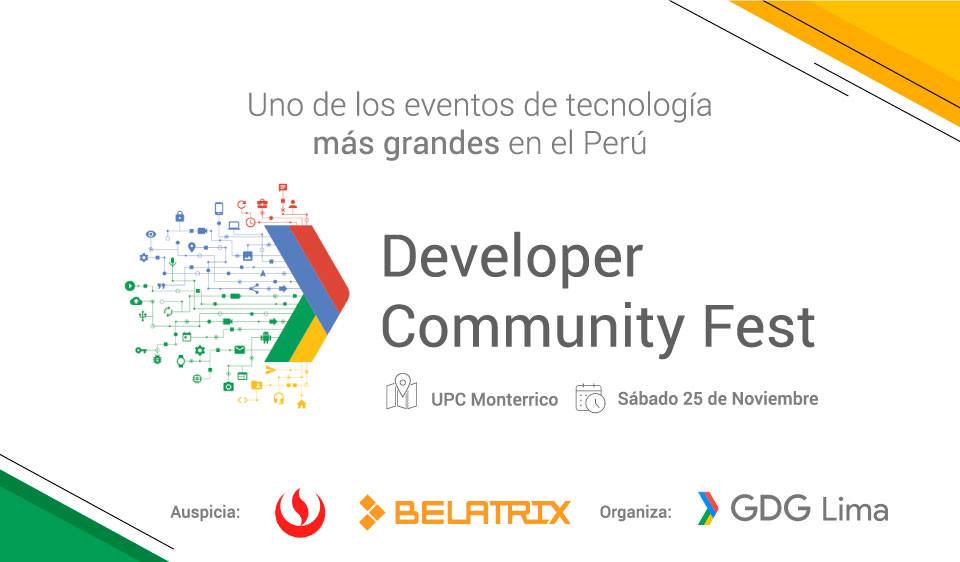 Uno de los eventos de tecnología
más grandes en el Perú
Developer
Community Fest
UPC Monterrico
Sábado 25 de Noviembre
Auspicia:
BELATRIX
Organiza:
GDG Lima